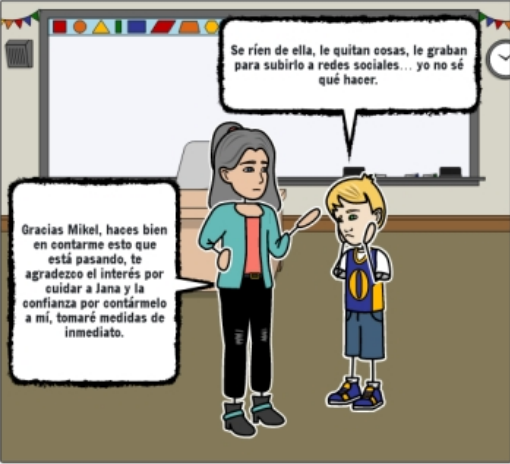 Se ríen de ella, le quitan cosas, le graban
para subirlo a redes sociales... yo no sé
qué hacer.
Gracias Mikel, haces bien
en contarme esto que
está pasando, te
agradezco el interés por
cuidar a Jana y la
confianza por contármelo
a mí, tomaré medidas de
inmediato.